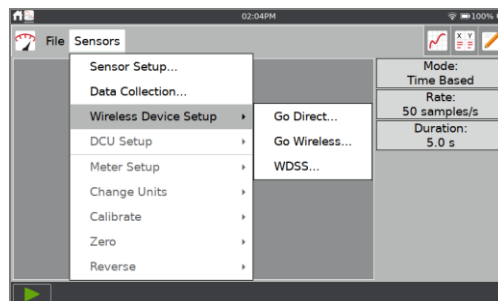 02:04PM 100%
File Sensors
X Y
Sensor Setup...
Data Collection...
Wireless Device Setup
DCU Setup
Meter Setup
Change Units
Calibrate
Zero
Reverse
Go Direct...
Go Wireless...
WDSS...
Mode:
Time Based
Rate:
50 samples/s
Duration:
5.0 s